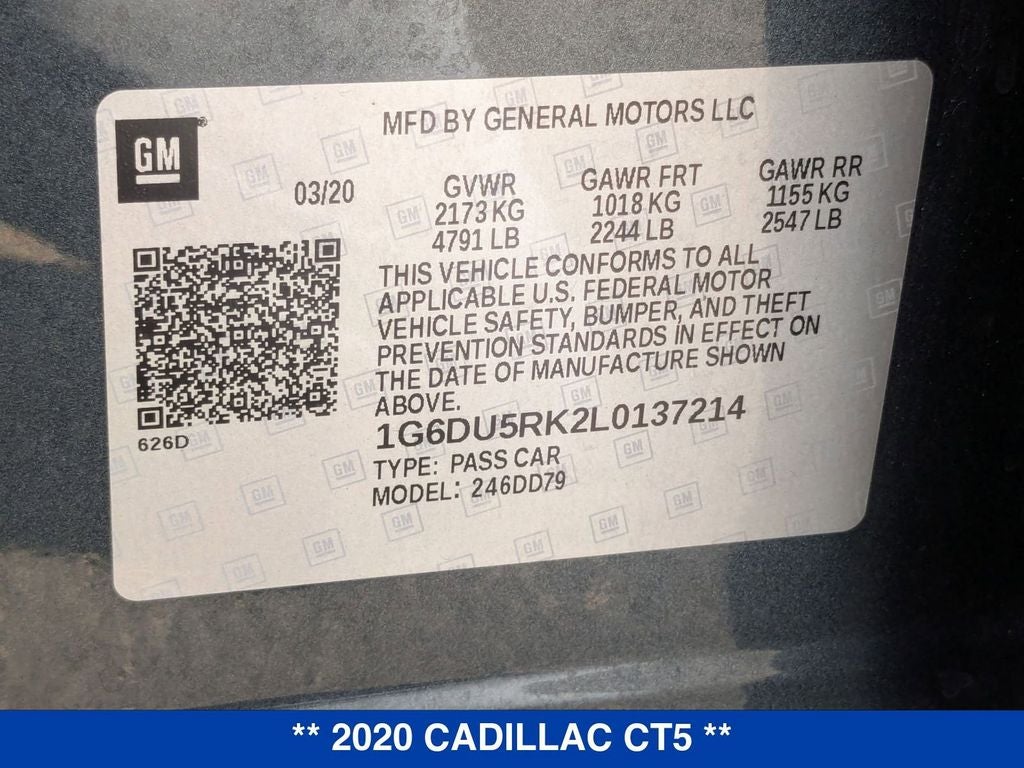 MFD BY GENERAL MOTORS LLC
GM
03/20
GVWR GAWR FRT GAWR RR
2173 KG 1018 KG 1155 KG
4791 LB 2244 LB 2547 LB
THIS VEHICLE CONFORMS TO ALL
APPLICABLE U.S. FEDERAL MOTOR
VEHICLE SAFETY, BUMPER, AND THEFT
PREVENTION STANDARDS IN EFFECT ON
THE DATE OF MANUFACTURE SHOWN
ABOVE.
626D
1G6DU5RK2L0137214
TYPE: PASS CAR
MODEL: 246DD79
** 2020 CADILLAC CT5 **